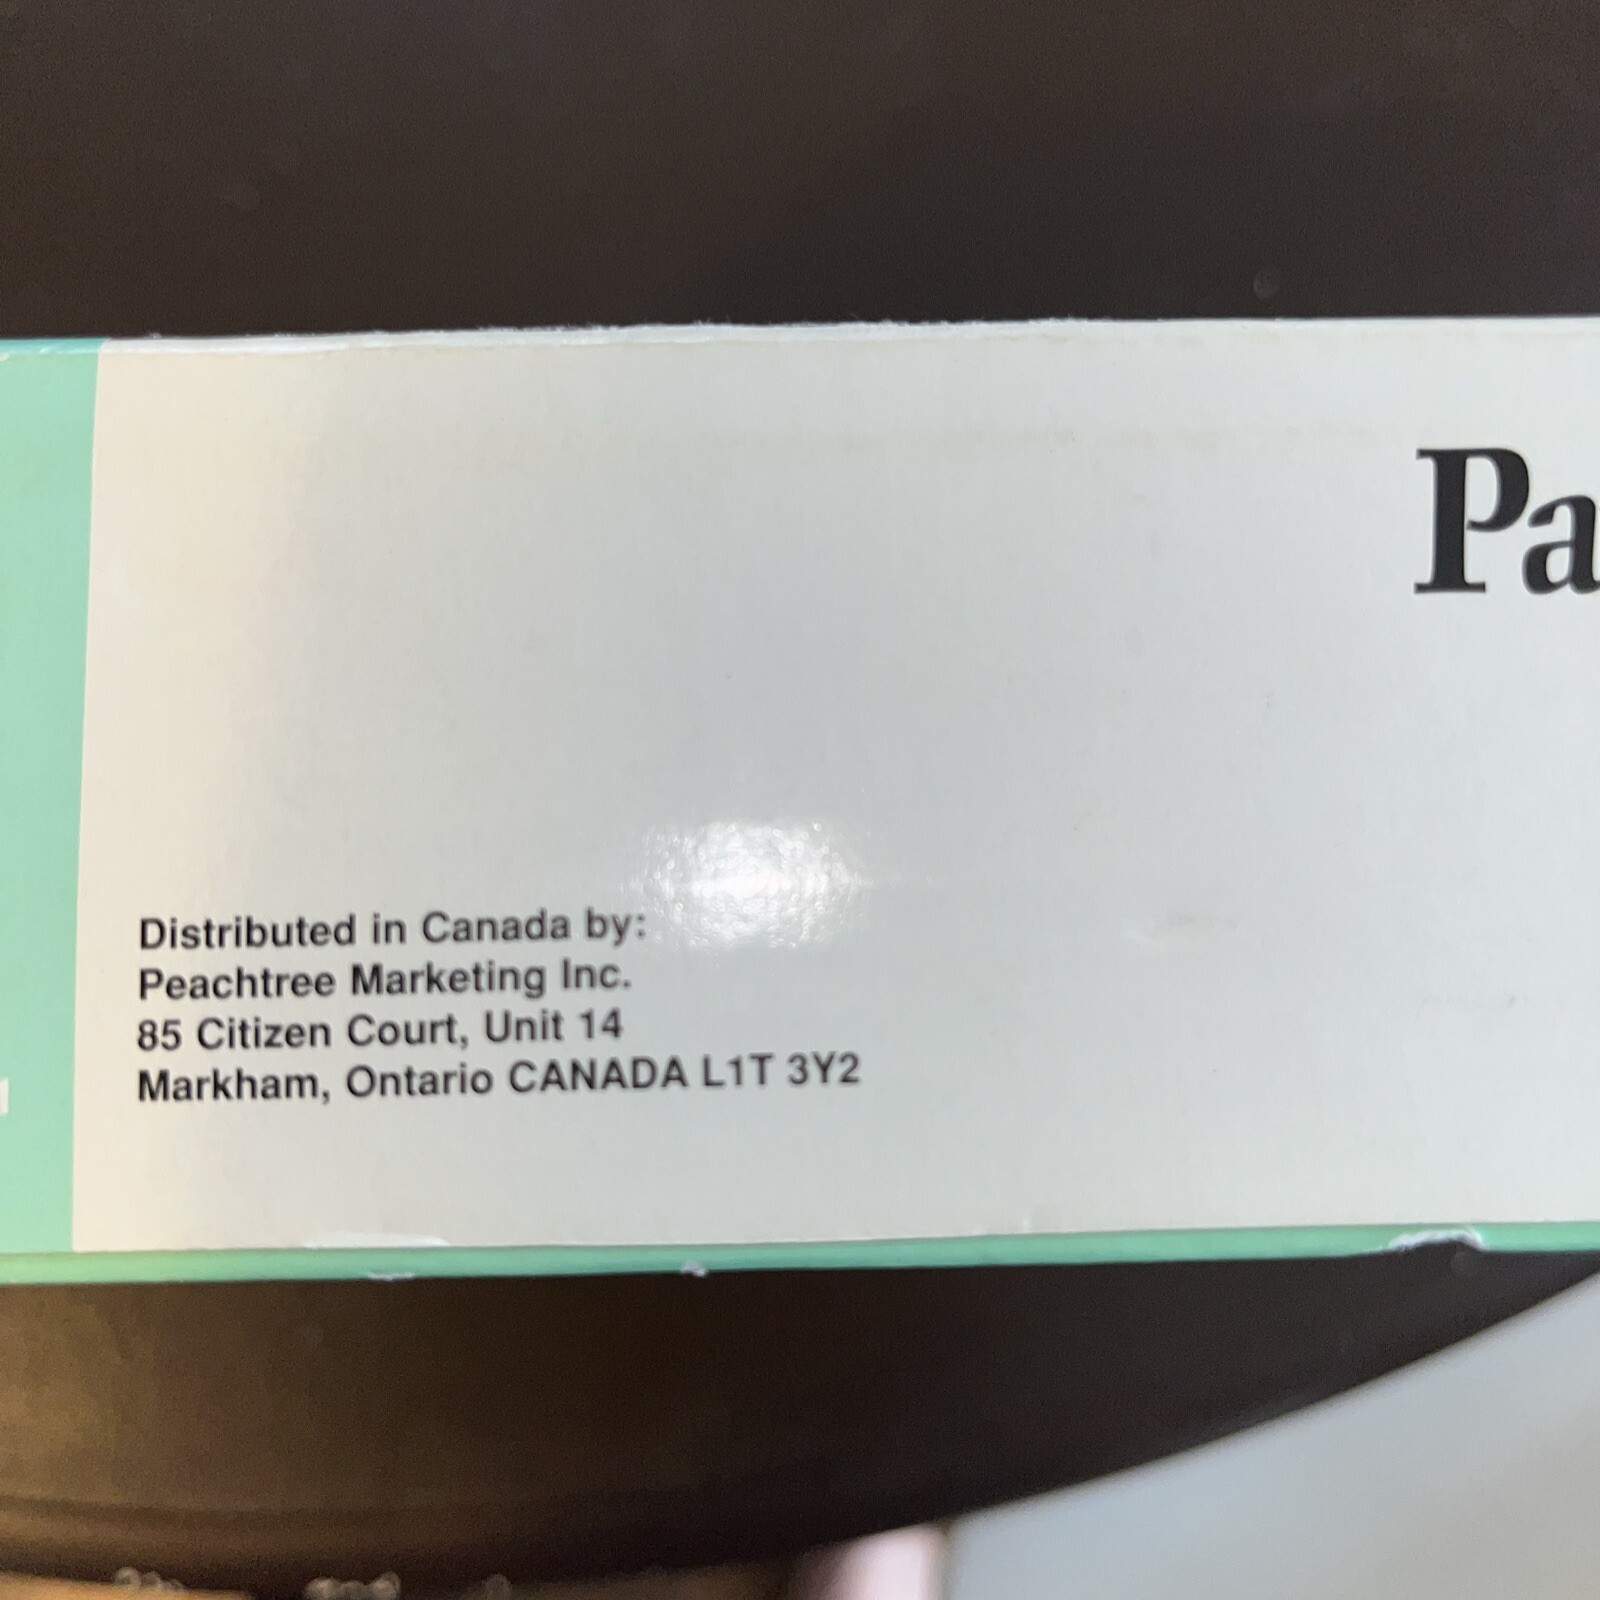 Pa
Distributed in Canada by:
Peachtree Marketing Inc.
85 Citizen Court, Unit 14
Markham, Ontario CANADA L1T 3Y2